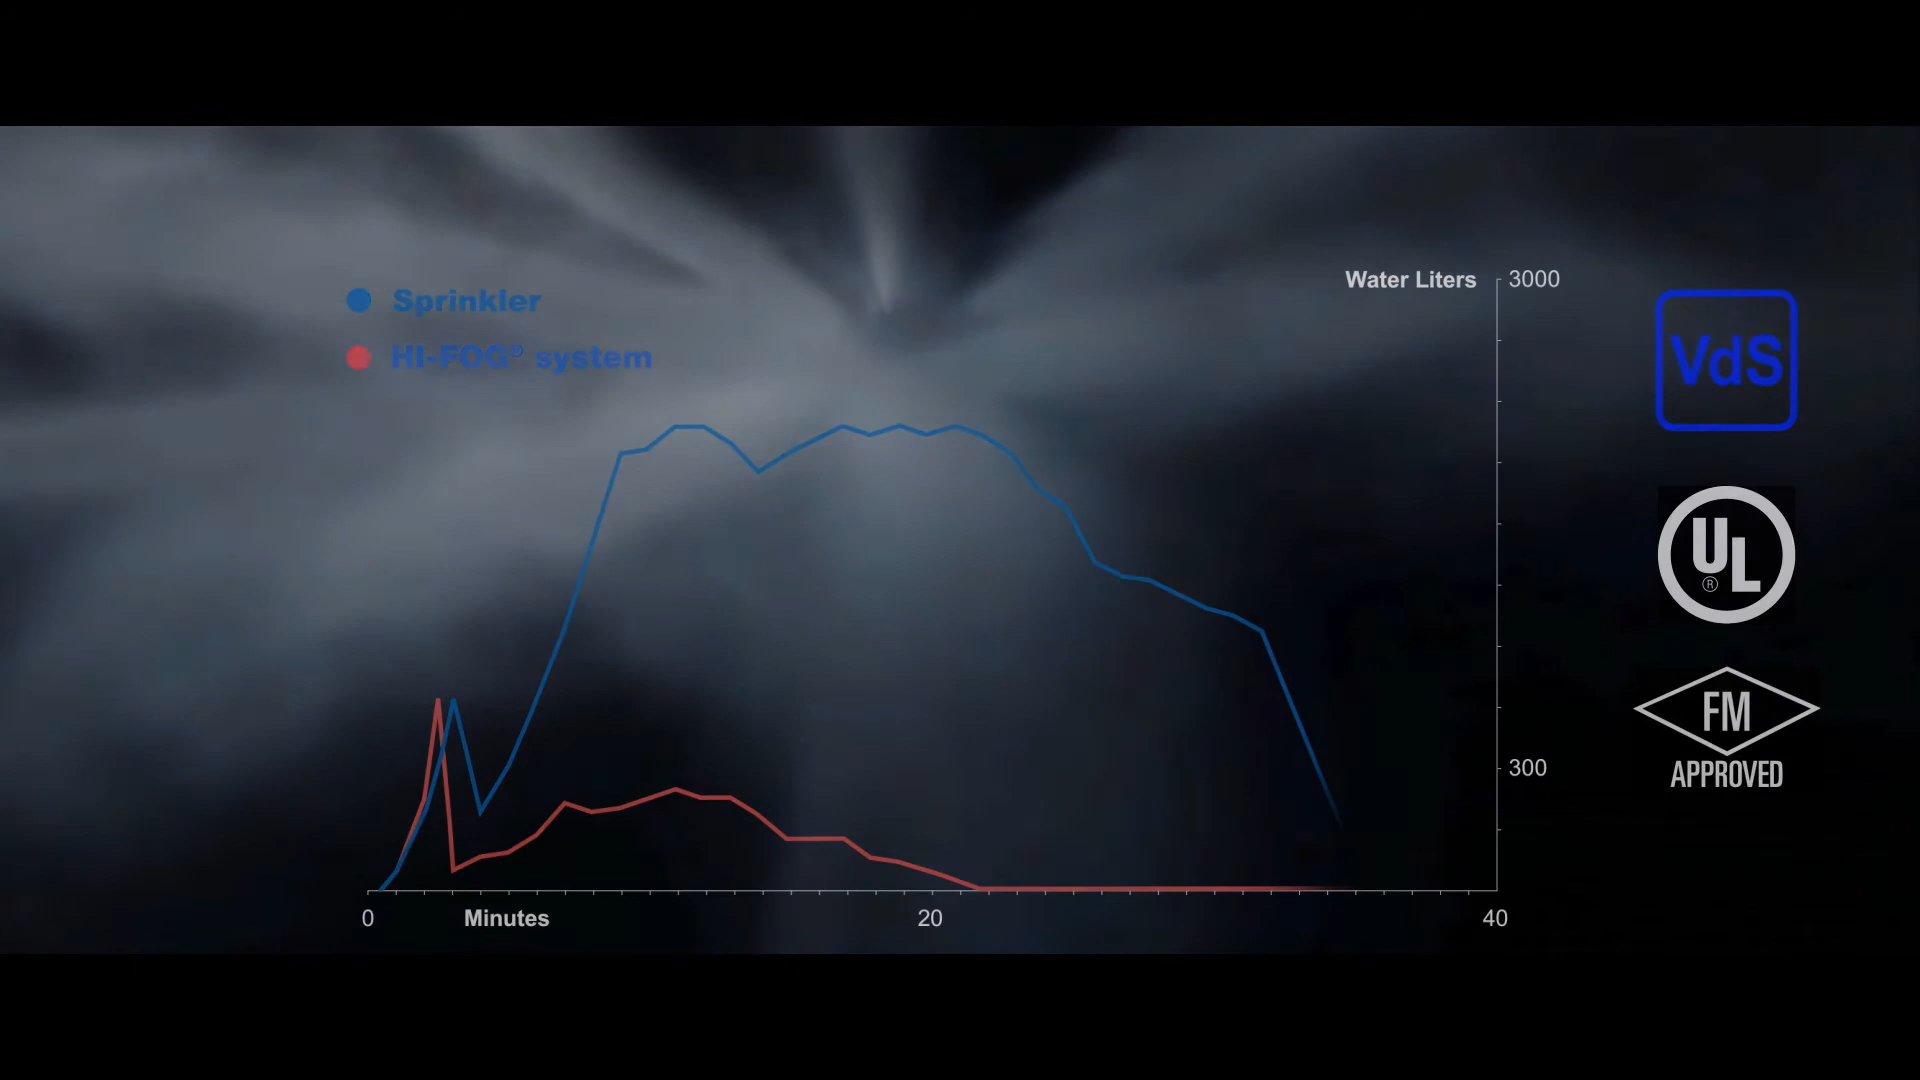 Sprinkler
HI-FOG® system
Water Liters
3000
300
0
Minutes
20
40
VdS
UL
®
FM
APPROVED